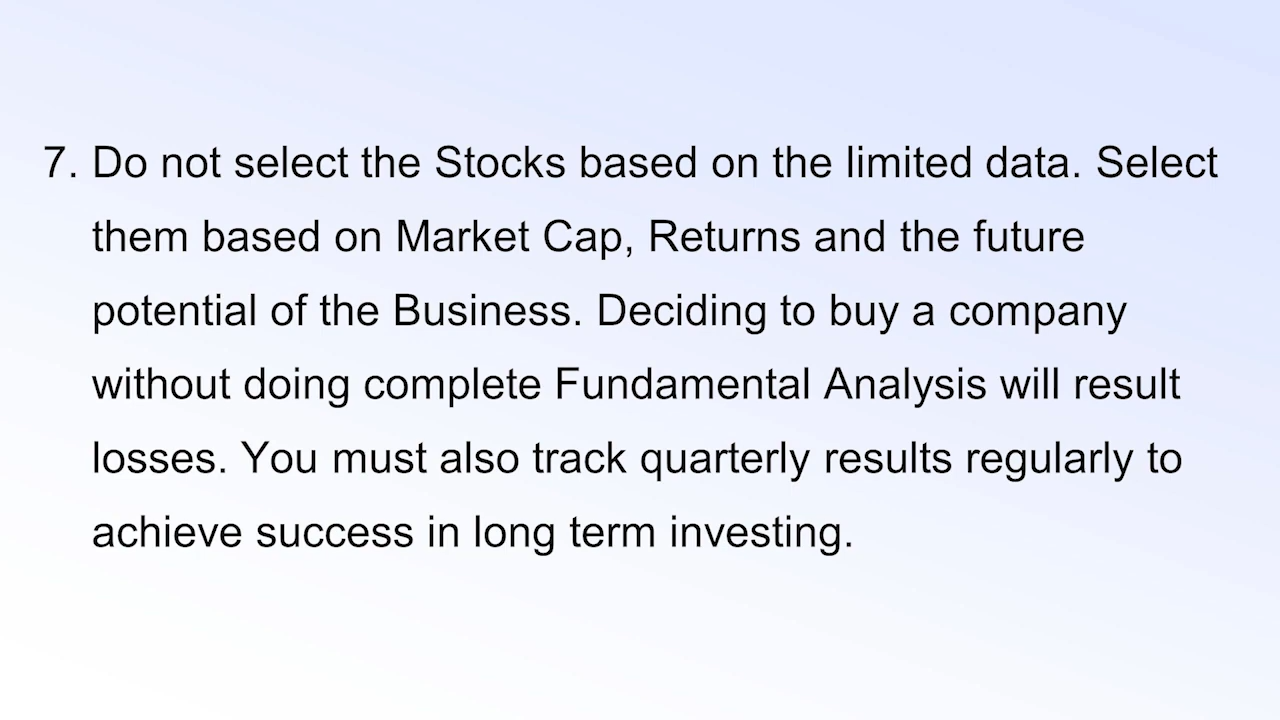 7. Do not select the Stocks based on the limited data. Select
them based on Market Cap, Returns and the future
potential of the Business. Deciding to buy a company
without doing complete Fundamental Analysis will result
losses. You must also track quarterly results regularly to
achieve success in long term investing.